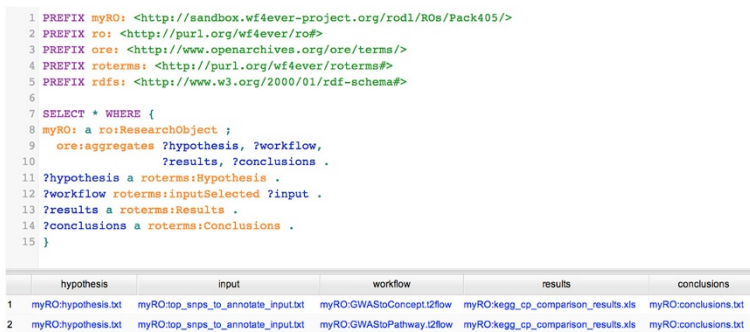 1 PREFIX myRO: <http://sandbox.wf4ever-project.org/rodl/ROs/Pack405/>
2 PREFIX ro: <http://purl.org/wf4ever/ro#>
3 PREFIX ore: <http://www.openarchives.org/ore/terms/>
4 PREFIX roterms: <http://purl.org/wf4ever/roterms#>
5 PREFIX rdfs: <http://www.w3.org/2000/01/rdf-schema#>
6
7 SELECT * WHERE {
8 myRO: a ro:ResearchObject ;
9 ore:aggregates ?hypothesis, ?workflow,
10 ?results, ?conclusions .
11 ?hypothesis a roterms:Hypothesis .
12 ?workflow roterms:inputSelected ?input .
13 ?results a roterms:Results .
14 ?conclusions a roterms:Conclusions .
15 }
hypothesis input workflow results conclusions
1 myRO:hypothesis.txt myRO:top_snps_to_annotate_input.txt myRO:GWAStoConcept.t2flow myRO:kegg_cp_comparison_results.xls myRO:conclusions.txt
2 myRO:hypothesis.txt myRO:top_snps_to_annotate_input.txt myRO:GWAStoPathway.t2flow myRO:kegg_cp_comparison_results.xls myRO:conclusions.txt